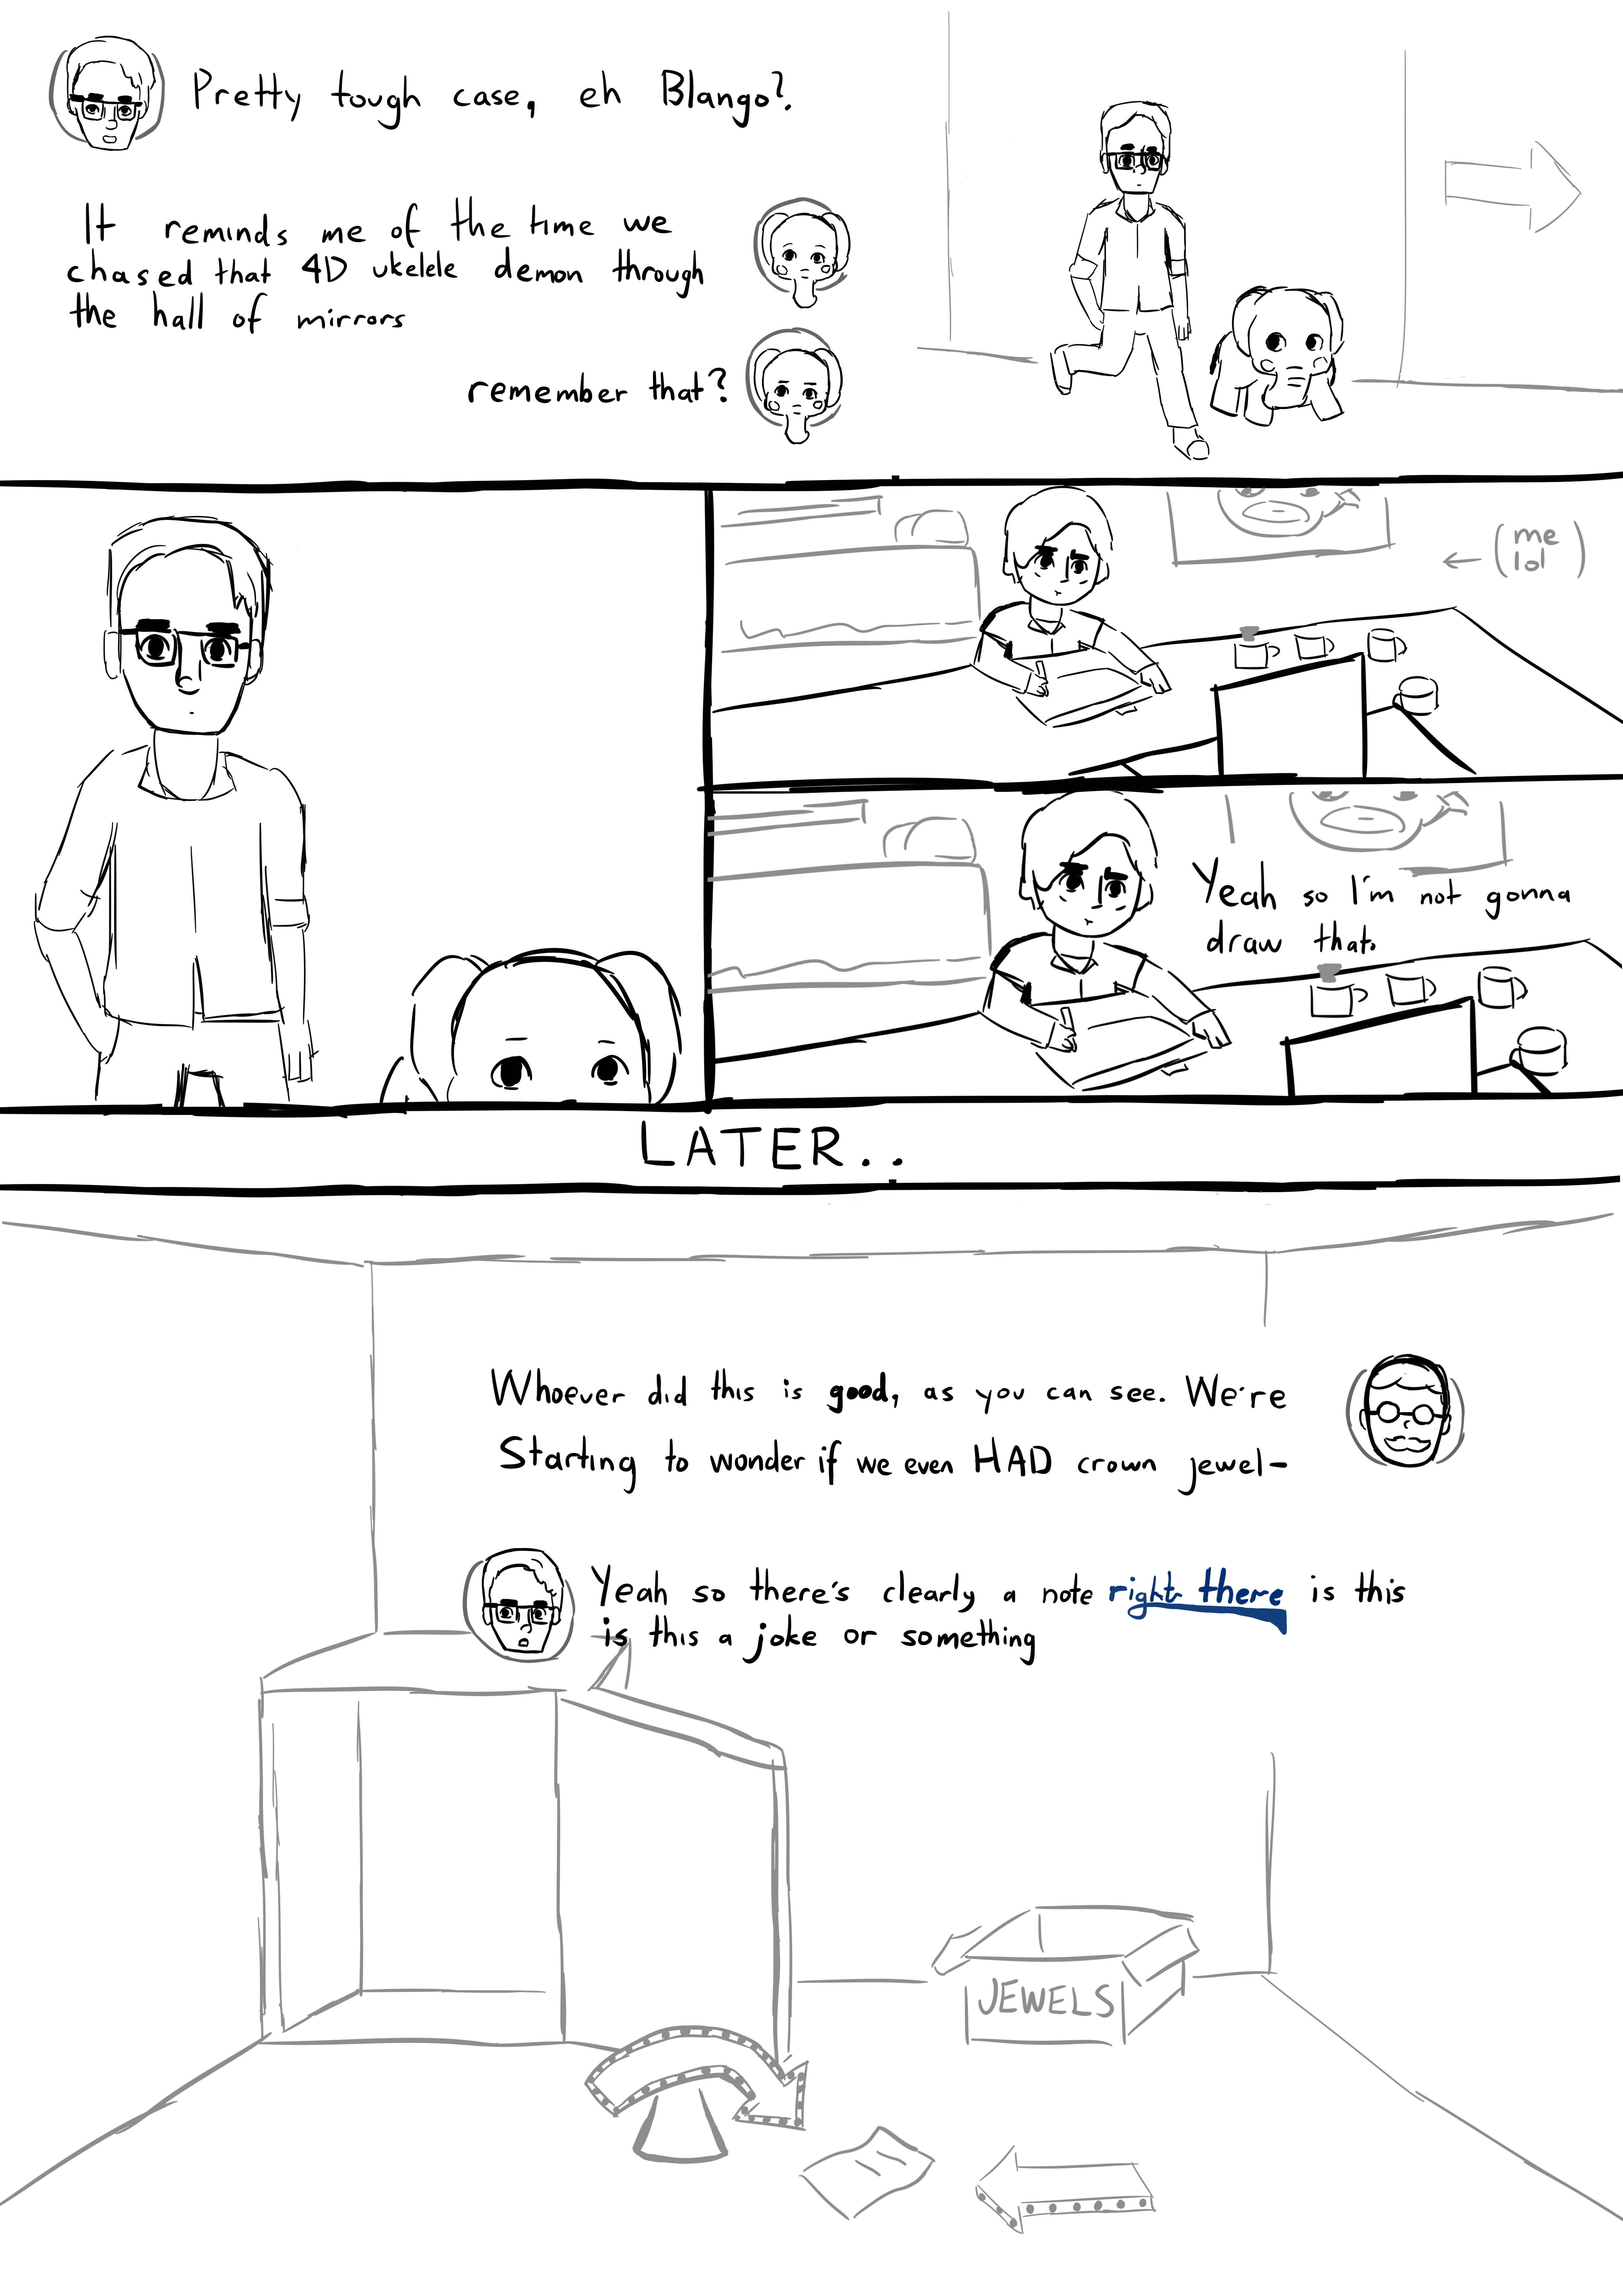 Pretty tough case, eh Blango?
It reminds me of the time we
chased that 4D ukelele demon through
the hall of mirrors
remember that?
(me
lol)
Yeah so I'm not gonna
draw that.
LATER..
Whoever did this is good, as you can see. We're
Starting to wonder if we even HAD crown jewel-
Yeah so there's clearly a note right there is this
is this a joke or something
JEWELS